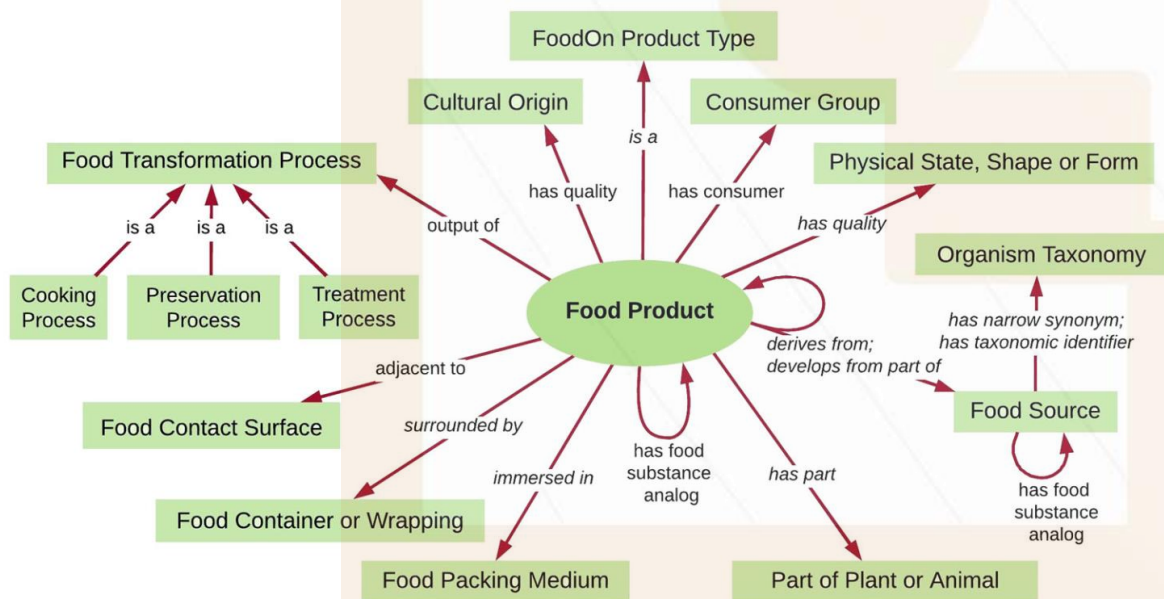 FoodOn Product Type
Cultural Origin
Consumer Group
is a
Food Transformation Process
Physical State, Shape or Form
has quality
has consumer
output of
has quality
is a
is a
is a
Organism Taxonomy
Cooking
Process
Preservation
Process
Treatment
Process
Food Product
has narrow synonym;
has taxonomic identifier
derives from;
develops from part of
adjacent to
Food Contact Surface
Food Source
surrounded by
has food
substance
analog
immersed in
has part
has food
substance
analog
Food Container or Wrapping
Food Packing Medium
Part of Plant or Animal